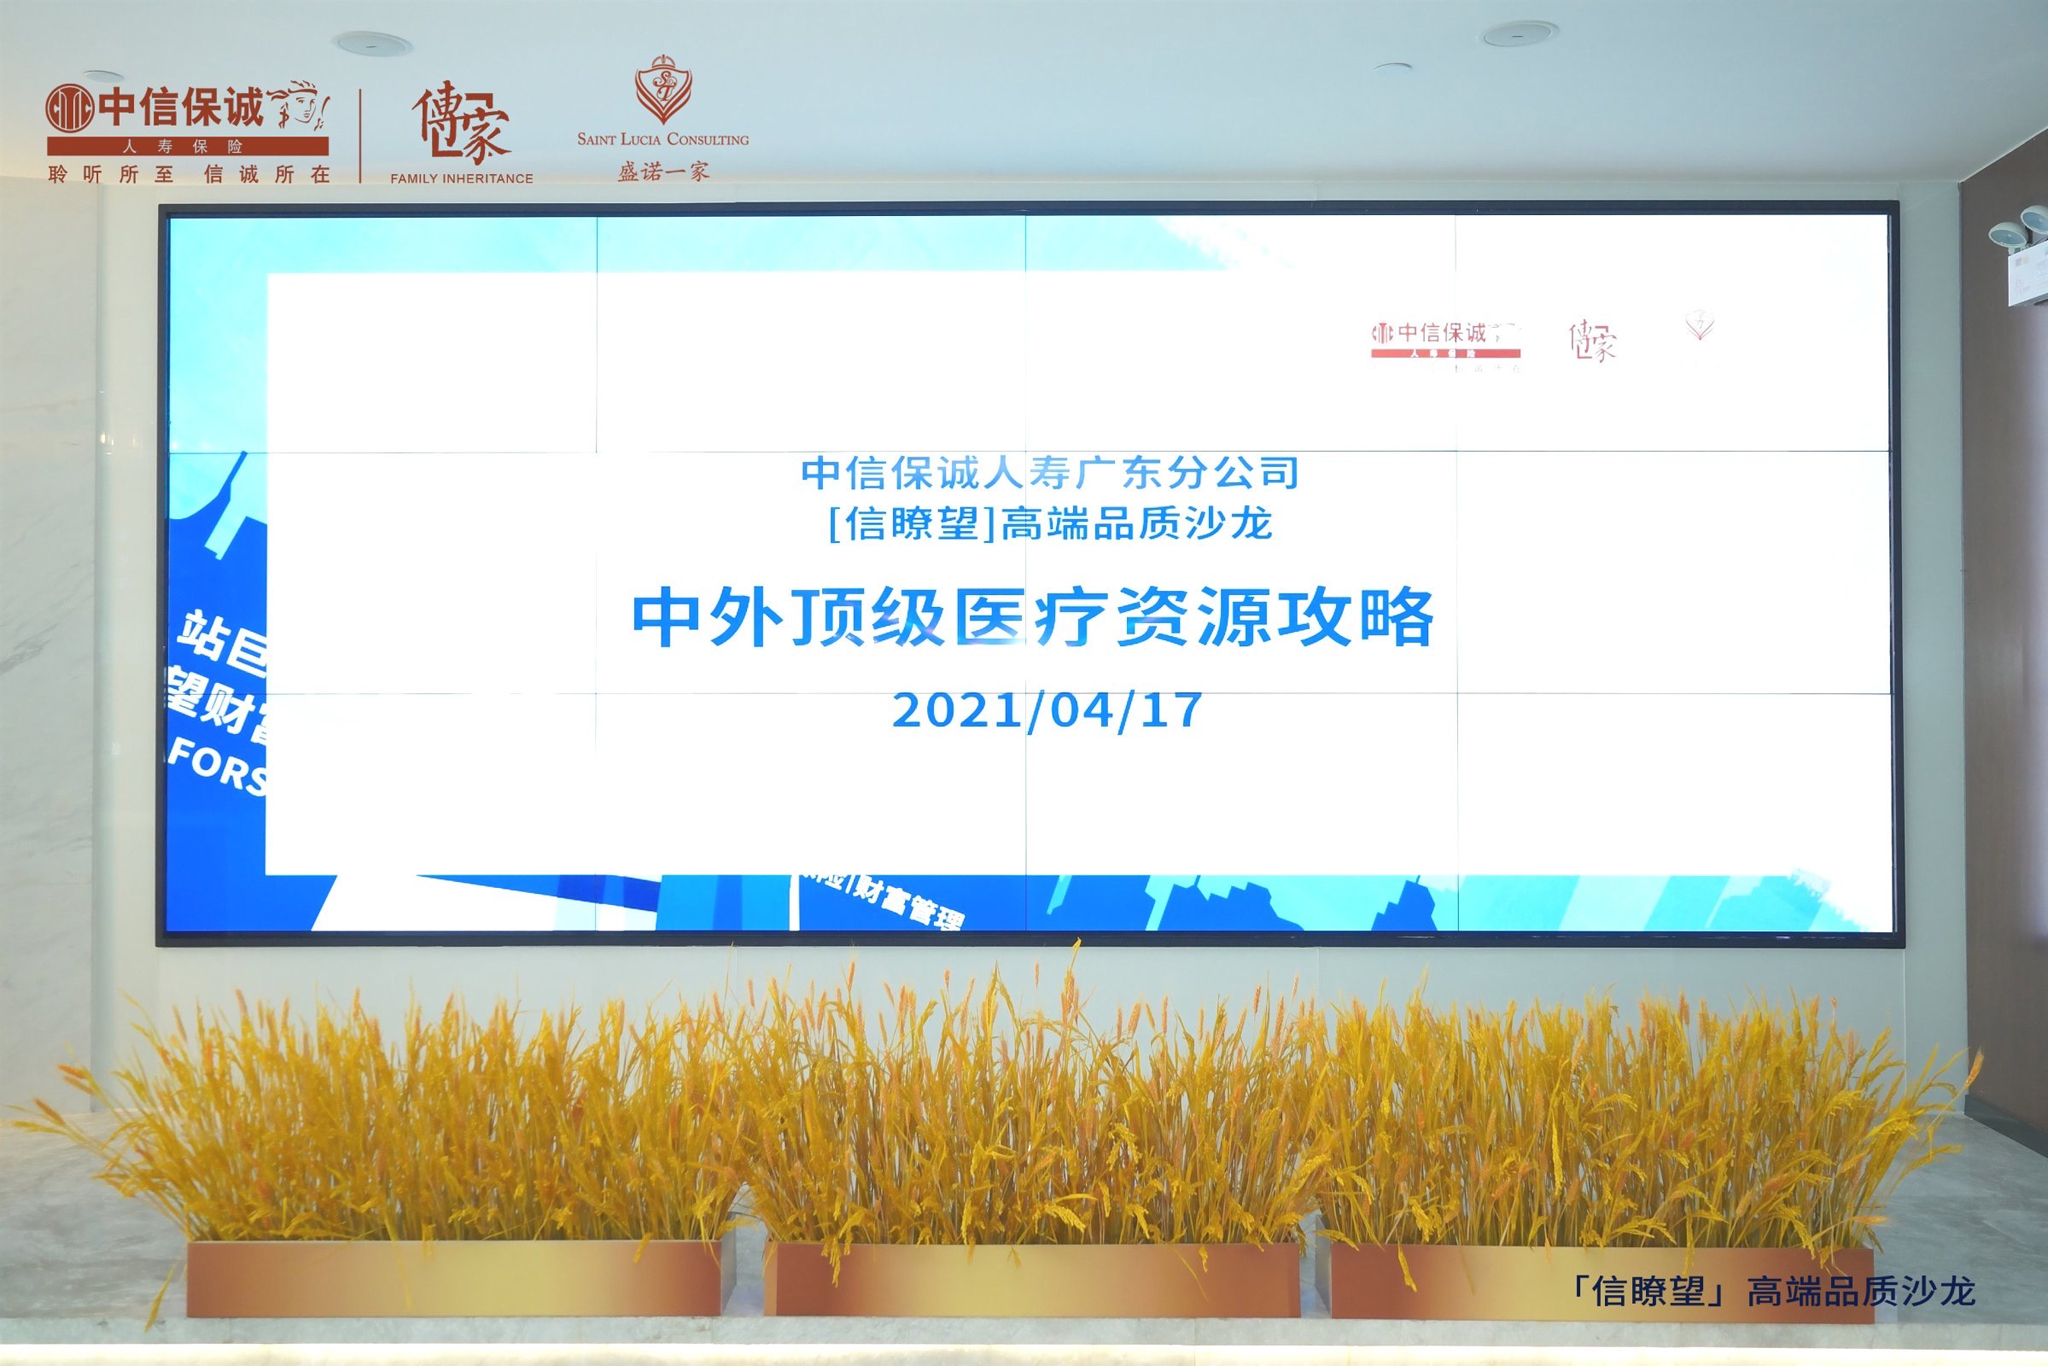 中信保诚
人寿保险
聆听所至 信诚所在
傳家
FAMILY INHERITANCE
SAINT LUCIA CONSULTING
盛诺一家
中信保诚
人寿保险
傳家
中信保诚人寿广东分公司
[信瞭望]高端品质沙龙
中外顶级医疗资源攻略
2021/04/17
站巨
望财富
FORS
险|财富管理
「信瞭望」高端品质沙龙